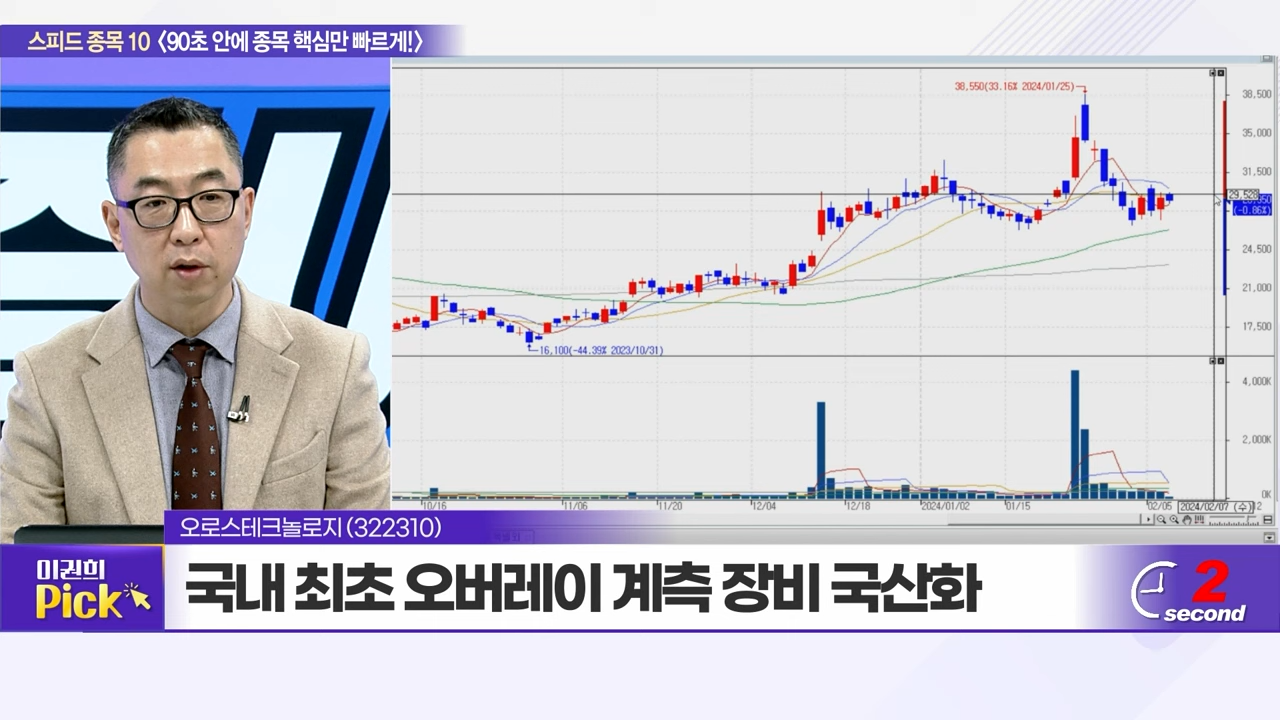 스피드 종목 10 〈90초 안에 종목 핵심만 빠르게!〉
38,550(33.16% 2024/01/25)
38,500
35,000
31,500
29,528
(-0.86%)
24,500
21,000
17,500
16,100(-44.39% 2023/10/31)
4,000K
2,000K
0K
10/16 11/06 11/20 12/04 12/18 2024/01/02 01/15 02/05 2024/02/07 (수)
오로스테크놀로지(322310)
이권희
Pick
국내 최초 오버레이 계측 장비 국산화
2
second